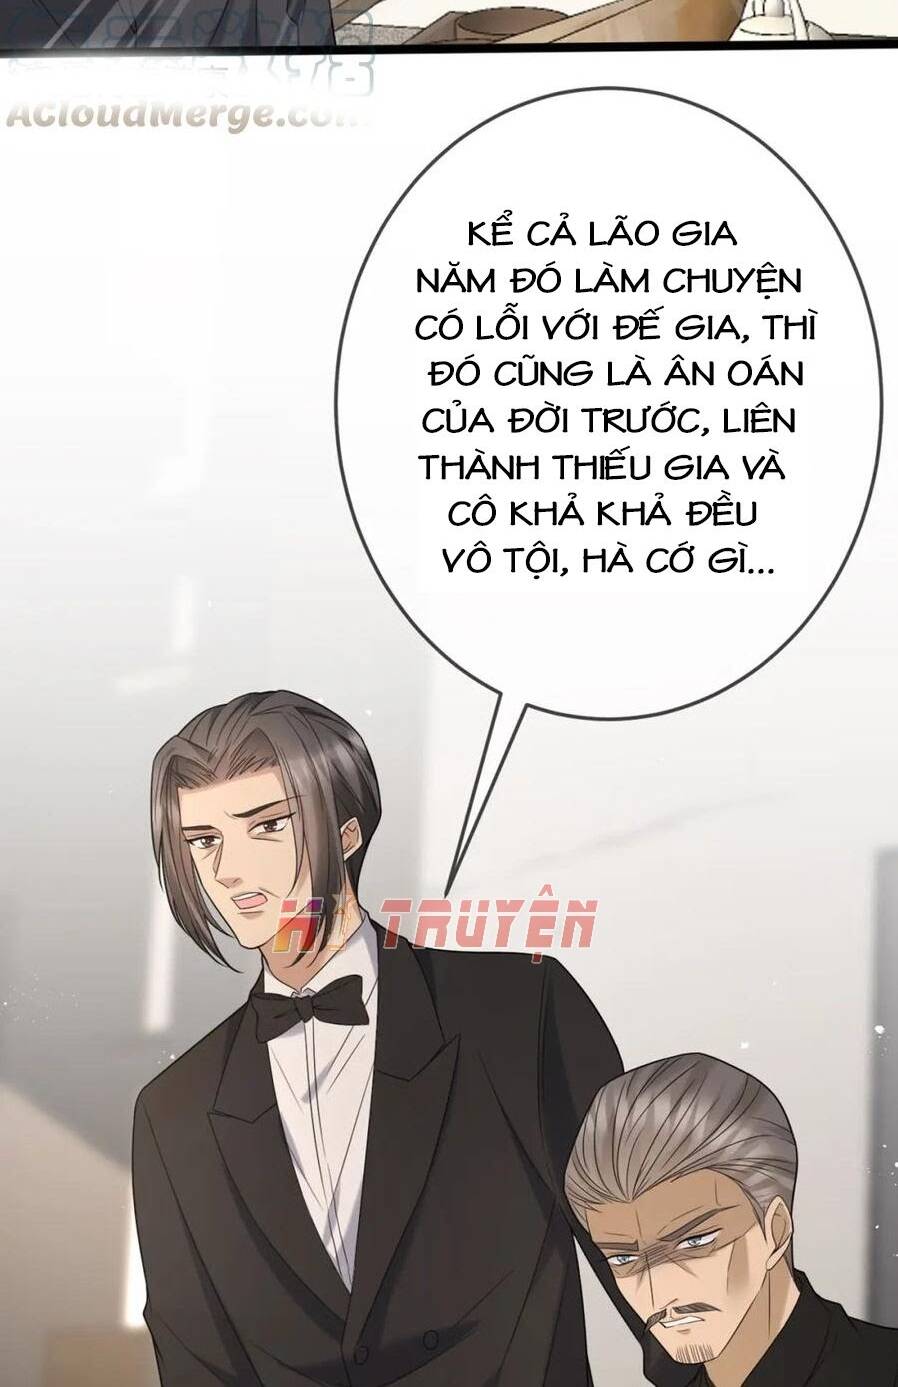 AcloudMerge.com
KỂ CẢ LÃO GIA
NĂM ĐÓ LÀM CHUYỆN
CÓ LỖI VỚI ĐẾ GIA, THÌ
ĐÓ CŨNG LÀ ÂN OÁN
CỦA ĐỜI TRƯỚC, LIÊN
THÀNH THIẾU GIA VÀ
CÔ KHẢ KHẢ ĐỀU
VÔ TỘI, HÀ CỚ GÌ...
TRUYỆN